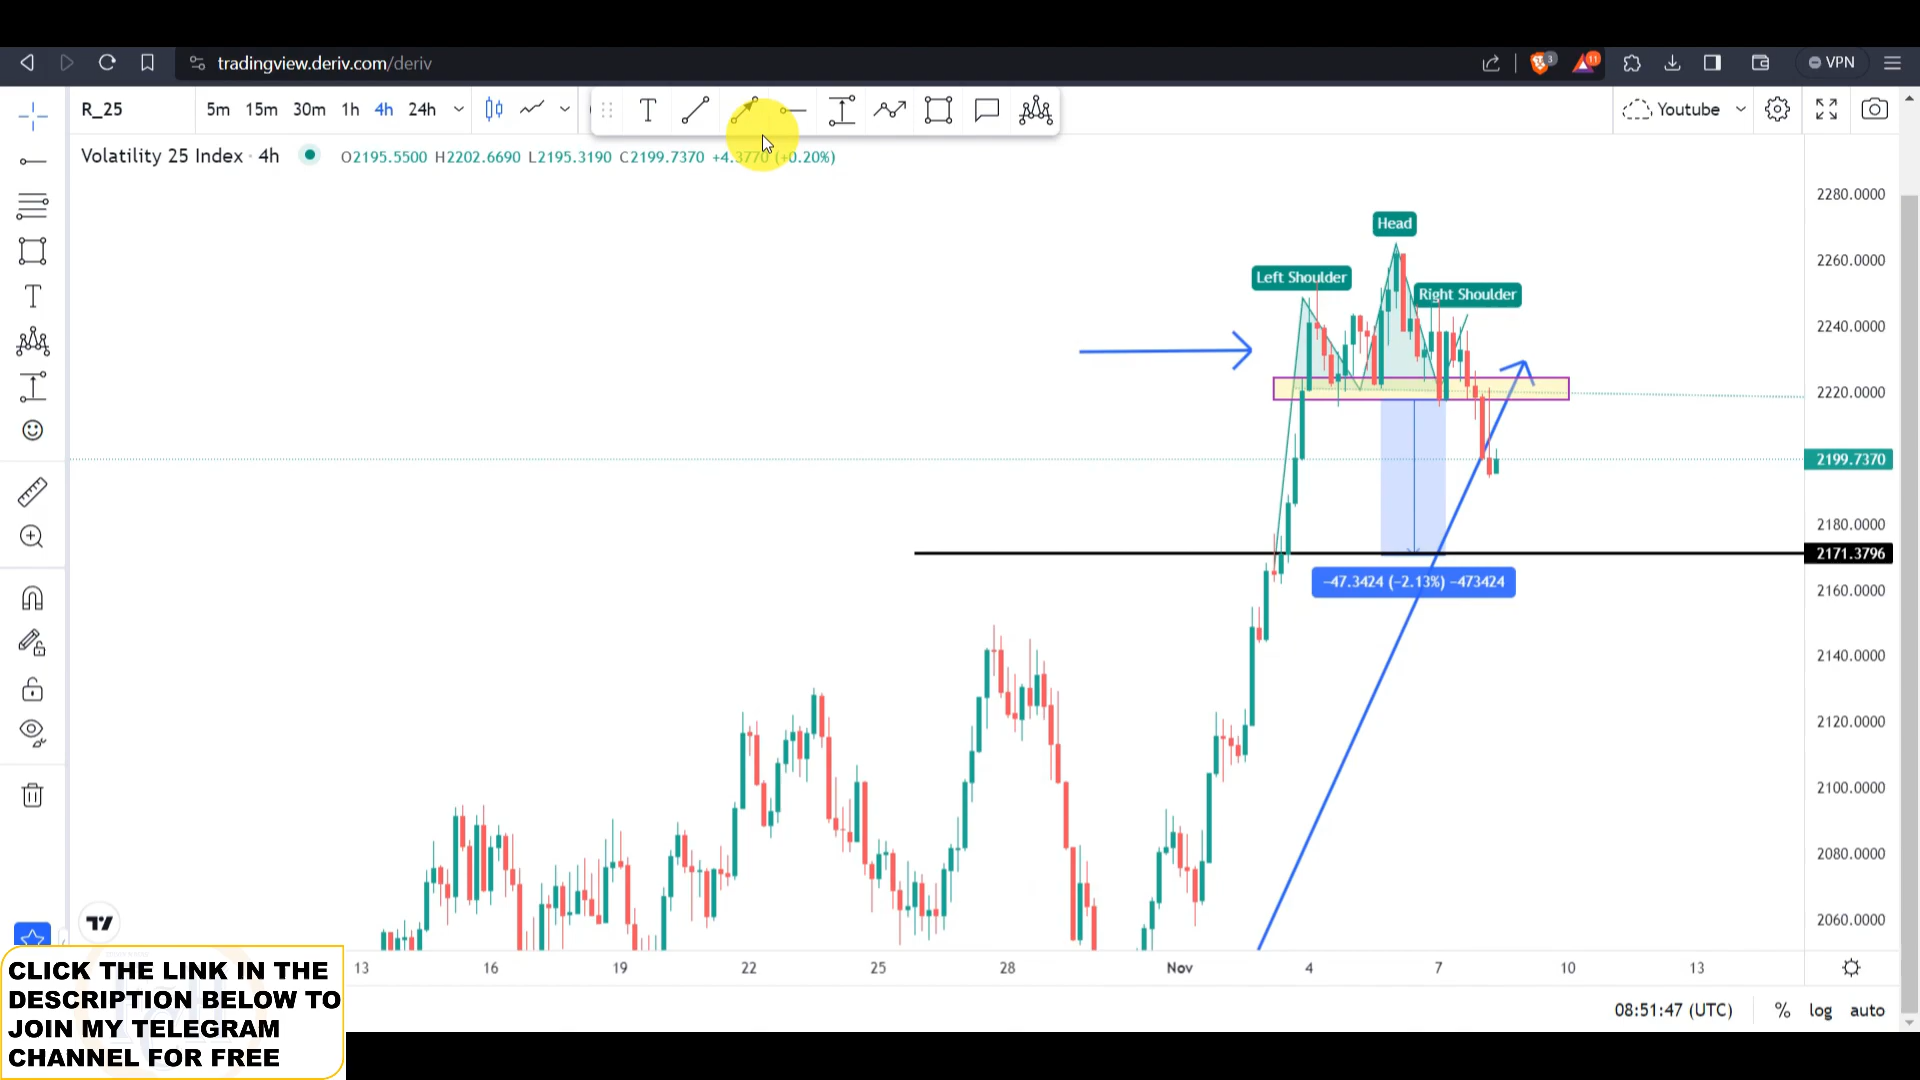 tradingview.deriv.com/deriv
3
11
VPN
R_25
5m 15m 30m 1h 4h 24h
Youtube
Volatility 25 Index · 4h
O2195.5500 H2202.6690 L2195.3190 C2199.7370 +4.3770 (+0.20%)
2280.0000
Head
2260.0000
Left Shoulder
Right Shoulder
2240.0000
2220.0000
2199.7370
2180.0000
2171.3796
−47.3424 (−2.13%) −473424
2160.0000
2140.0000
2120.0000
2100.0000
2080.0000
2060.0000
13 16 19 22 25 28 Nov 4 7 10 13
08:51:47 (UTC) % log auto
CLICK THE LINK IN THE
DESCRIPTION BELOW TO
JOIN MY TELEGRAM
CHANNEL FOR FREE